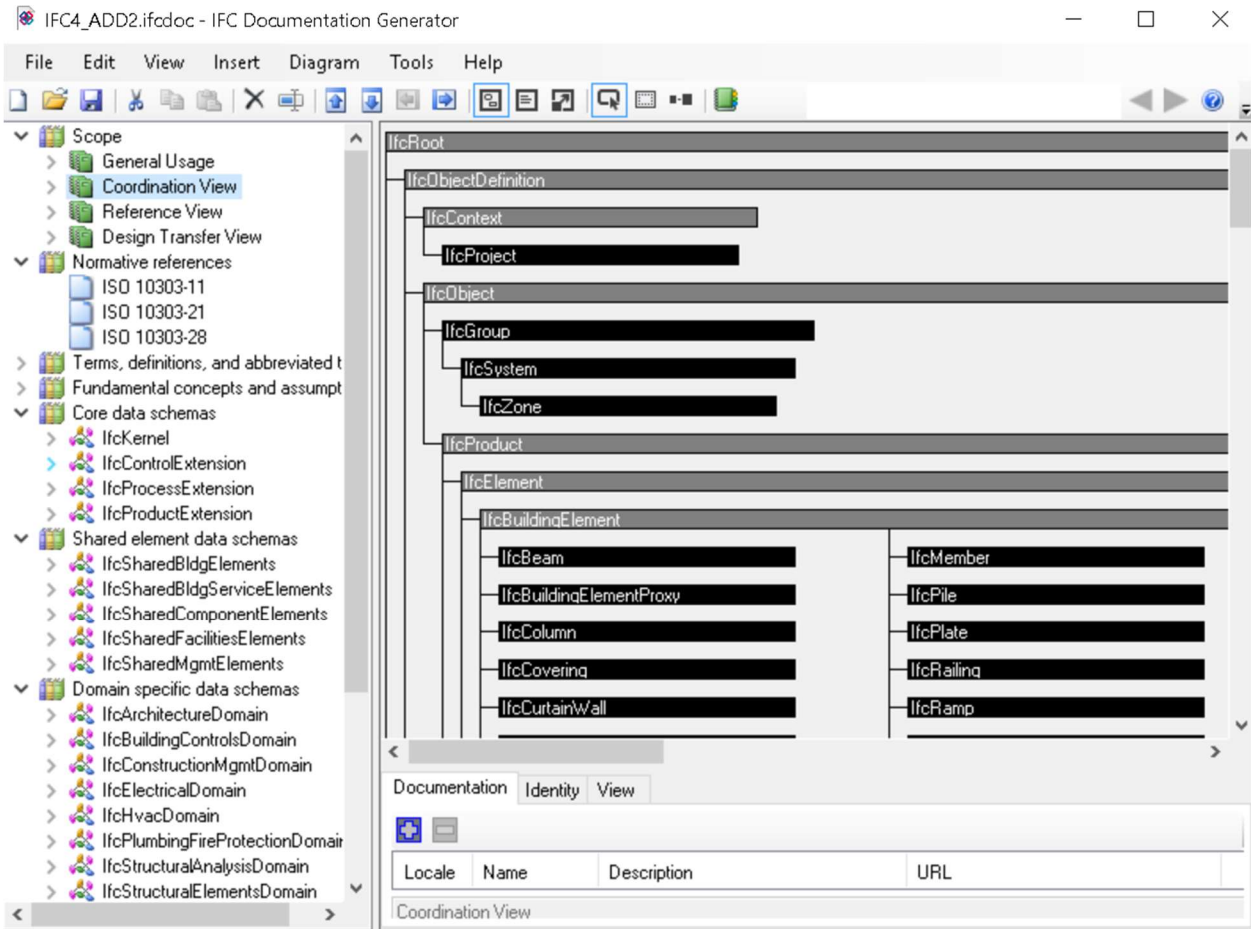 IFC4_ADD2.ifcdoc - IFC Documentation Generator
File Edit View Insert Diagram Tools Help
Scope
General Usage
Coordination View
Reference View
Design Transfer View
Normative references
ISO 10303-11
ISO 10303-21
ISO 10303-28
Terms, definitions, and abbreviated t
Fundamental concepts and assumpt
Core data schemas
IfcKernel
IfcControlExtension
IfcProcessExtension
IfcProductExtension
Shared element data schemas
IfcSharedBldgElements
IfcSharedBldgServiceElements
IfcSharedComponentElements
IfcSharedFacilitiesElements
IfcSharedMgmtElements
Domain specific data schemas
IfcArchitectureDomain
IfcBuildingControlsDomain
IfcConstructionMgmtDomain
IfcElectricalDomain
IfcHvacDomain
IfcPlumbingFireProtectionDomain
IfcStructuralAnalysisDomain
IfcStructuralElementsDomain
IfcRoot
IfcObjectDefinition
IfcContext
IfcProject
IfcObject
IfcGroup
IfcSystem
IfcZone
IfcProduct
IfcElement
IfcBuildingElement
IfcBeam IfcMember
IfcBuildingElementProxy IfcPile
IfcColumn IfcPlate
IfcCovering IfcRailing
IfcCurtainWall IfcRamp
Documentation Identity View
Locale Name Description URL
Coordination View